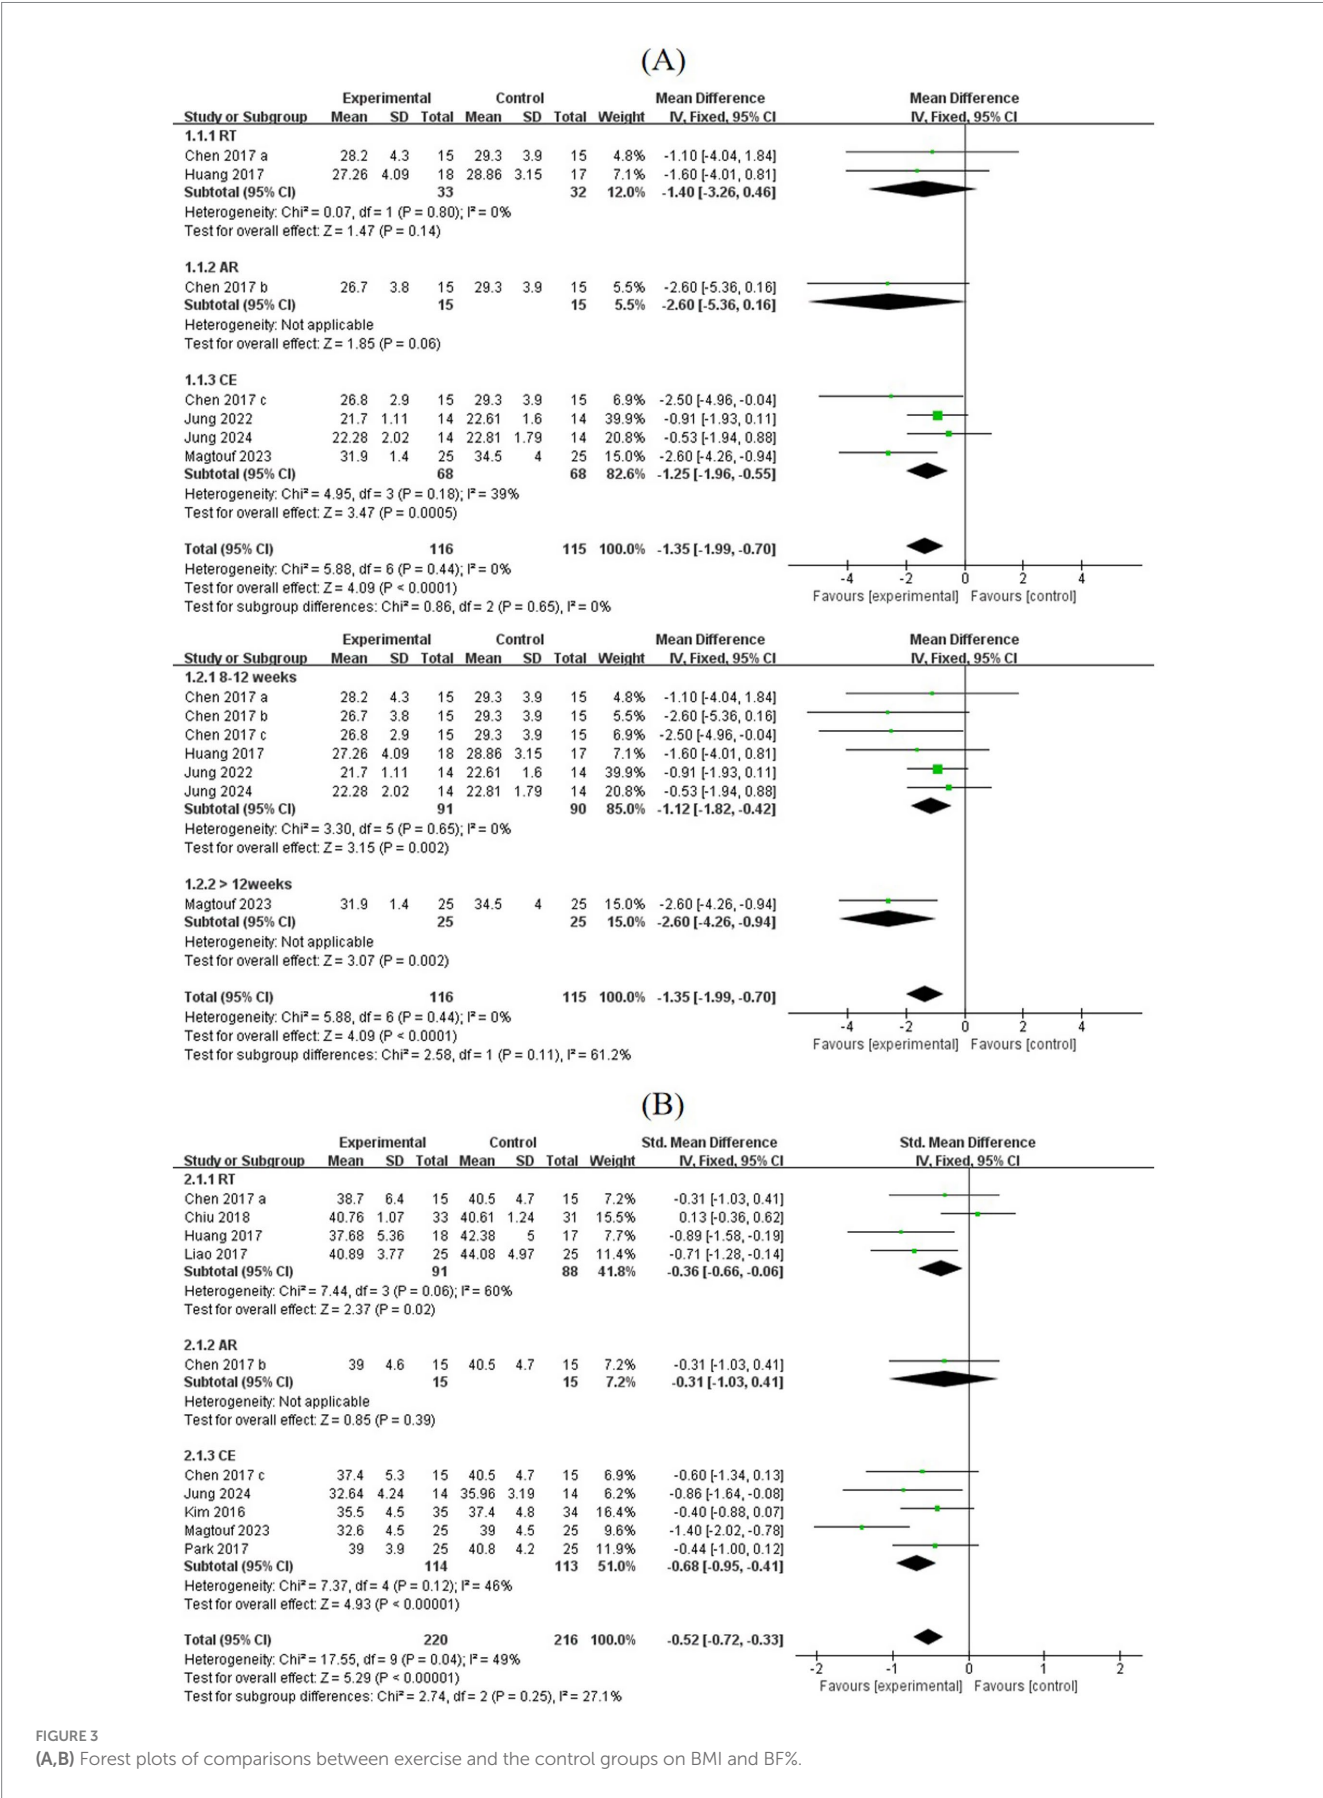 (A)
Experimental Control Mean Difference Mean Difference
Study or Subgroup Mean SD Total Mean SD Total Weight IV, Fixed, 95% CI IV, Fixed, 95% CI
1.1.1 RT
Chen 2017 a 28.2 4.3 15 29.3 3.9 15 4.8% -1.10 [-4.04, 1.84]
Huang 2017 27.26 4.09 18 28.86 3.15 17 7.1% -1.60 [-4.01, 0.81]
Subtotal (95% CI) 33 32 12.0% -1.40 [-3.26, 0.46]
Heterogeneity: Chi² = 0.07, df = 1 (P = 0.80); I² = 0%
Test for overall effect: Z = 1.47 (P = 0.14)
1.1.2 AR
Chen 2017 b 26.7 3.8 15 29.3 3.9 15 5.5% -2.60 [-5.36, 0.16]
Subtotal (95% CI) 15 15 5.5% -2.60 [-5.36, 0.16]
Heterogeneity: Not applicable
Test for overall effect: Z = 1.85 (P = 0.06)
1.1.3 CE
Chen 2017 c 26.8 2.9 15 29.3 3.9 15 6.9% -2.50 [-4.96, -0.04]
Jung 2022 21.7 1.11 14 22.61 1.6 14 39.9% -0.91 [-1.93, 0.11]
Jung 2024 22.28 2.02 14 22.81 1.79 14 20.8% -0.53 [-1.94, 0.88]
Magtouf 2023 31.9 1.4 25 34.5 4 25 15.0% -2.60 [-4.26, -0.94]
Subtotal (95% CI) 68 68 82.6% -1.25 [-1.96, -0.55]
Heterogeneity: Chi² = 4.95, df = 3 (P = 0.18); I² = 39%
Test for overall effect: Z = 3.47 (P = 0.0005)
Total (95% CI) 116 115 100.0% -1.35 [-1.99, -0.70]
Heterogeneity: Chi² = 5.88, df = 6 (P = 0.44); I² = 0%
Test for overall effect: Z = 4.09 (P < 0.0001)
Test for subgroup differences: Chi² = 0.86, df = 2 (P = 0.65), I² = 0%
-4 -2 0 2 4
Favours [experimental] Favours [control]
Experimental Control Mean Difference Mean Difference
Study or Subgroup Mean SD Total Mean SD Total Weight IV, Fixed, 95% CI IV, Fixed, 95% CI
1.2.1 8-12 weeks
Chen 2017 a 28.2 4.3 15 29.3 3.9 15 4.8% -1.10 [-4.04, 1.84]
Chen 2017 b 26.7 3.8 15 29.3 3.9 15 5.5% -2.60 [-5.36, 0.16]
Chen 2017 c 26.8 2.9 15 29.3 3.9 15 6.9% -2.50 [-4.96, -0.04]
Huang 2017 27.26 4.09 18 28.86 3.15 17 7.1% -1.60 [-4.01, 0.81]
Jung 2022 21.7 1.11 14 22.61 1.6 14 39.9% -0.91 [-1.93, 0.11]
Jung 2024 22.28 2.02 14 22.81 1.79 14 20.8% -0.53 [-1.94, 0.88]
Subtotal (95% CI) 91 90 85.0% -1.12 [-1.82, -0.42]
Heterogeneity: Chi² = 3.30, df = 5 (P = 0.65); I² = 0%
Test for overall effect: Z = 3.15 (P = 0.002)
1.2.2 > 12weeks
Magtouf 2023 31.9 1.4 25 34.5 4 25 15.0% -2.60 [-4.26, -0.94]
Subtotal (95% CI) 25 25 15.0% -2.60 [-4.26, -0.94]
Heterogeneity: Not applicable
Test for overall effect: Z = 3.07 (P = 0.002)
Total (95% CI) 116 115 100.0% -1.35 [-1.99, -0.70]
Heterogeneity: Chi² = 5.88, df = 6 (P = 0.44); I² = 0%
Test for overall effect: Z = 4.09 (P < 0.0001)
Test for subgroup differences: Chi² = 2.58, df = 1 (P = 0.11), I² = 61.2%
-4 -2 0 2 4
Favours [experimental] Favours [control]
(B)
Experimental Control Std. Mean Difference Std. Mean Difference
Study or Subgroup Mean SD Total Mean SD Total Weight IV, Fixed, 95% CI IV, Fixed, 95% CI
2.1.1 RT
Chen 2017 a 38.7 6.4 15 40.5 4.7 15 7.2% -0.31 [-1.03, 0.41]
Chiu 2018 40.76 1.07 33 40.61 1.24 31 15.5% 0.13 [-0.36, 0.62]
Huang 2017 37.68 5.36 18 42.38 5 17 7.7% -0.89 [-1.58, -0.19]
Liao 2017 40.89 3.77 25 44.08 4.97 25 11.4% -0.71 [-1.28, -0.14]
Subtotal (95% CI) 91 88 41.8% -0.36 [-0.66, -0.06]
Heterogeneity: Chi² = 7.44, df = 3 (P = 0.06); I² = 60%
Test for overall effect: Z = 2.37 (P = 0.02)
2.1.2 AR
Chen 2017 b 39 4.6 15 40.5 4.7 15 7.2% -0.31 [-1.03, 0.41]
Subtotal (95% CI) 15 15 7.2% -0.31 [-1.03, 0.41]
Heterogeneity: Not applicable
Test for overall effect: Z = 0.85 (P = 0.39)
2.1.3 CE
Chen 2017 c 37.4 5.3 15 40.5 4.7 15 6.9% -0.60 [-1.34, 0.13]
Jung 2024 32.64 4.24 14 35.96 3.19 14 6.2% -0.86 [-1.64, -0.08]
Kim 2016 35.5 4.5 35 37.4 4.8 34 16.4% -0.40 [-0.88, 0.07]
Magtouf 2023 32.6 4.5 25 39 4.5 25 9.6% -1.40 [-2.02, -0.78]
Park 2017 39 3.9 25 40.8 4.2 25 11.9% -0.44 [-1.00, 0.12]
Subtotal (95% CI) 114 113 51.0% -0.68 [-0.95, -0.41]
Heterogeneity: Chi² = 7.37, df = 4 (P = 0.12); I² = 46%
Test for overall effect: Z = 4.93 (P < 0.00001)
Total (95% CI) 220 216 100.0% -0.52 [-0.72, -0.33]
Heterogeneity: Chi² = 17.55, df = 9 (P = 0.04); I² = 49%
Test for overall effect: Z = 5.29 (P < 0.00001)
Test for subgroup differences: Chi² = 2.74, df = 2 (P = 0.25), I² = 27.1%
-2 -1 0 1 2
Favours [experimental] Favours [control]
FIGURE 3
(A,B) Forest plots of comparisons between exercise and the control groups on BMI and BF%.